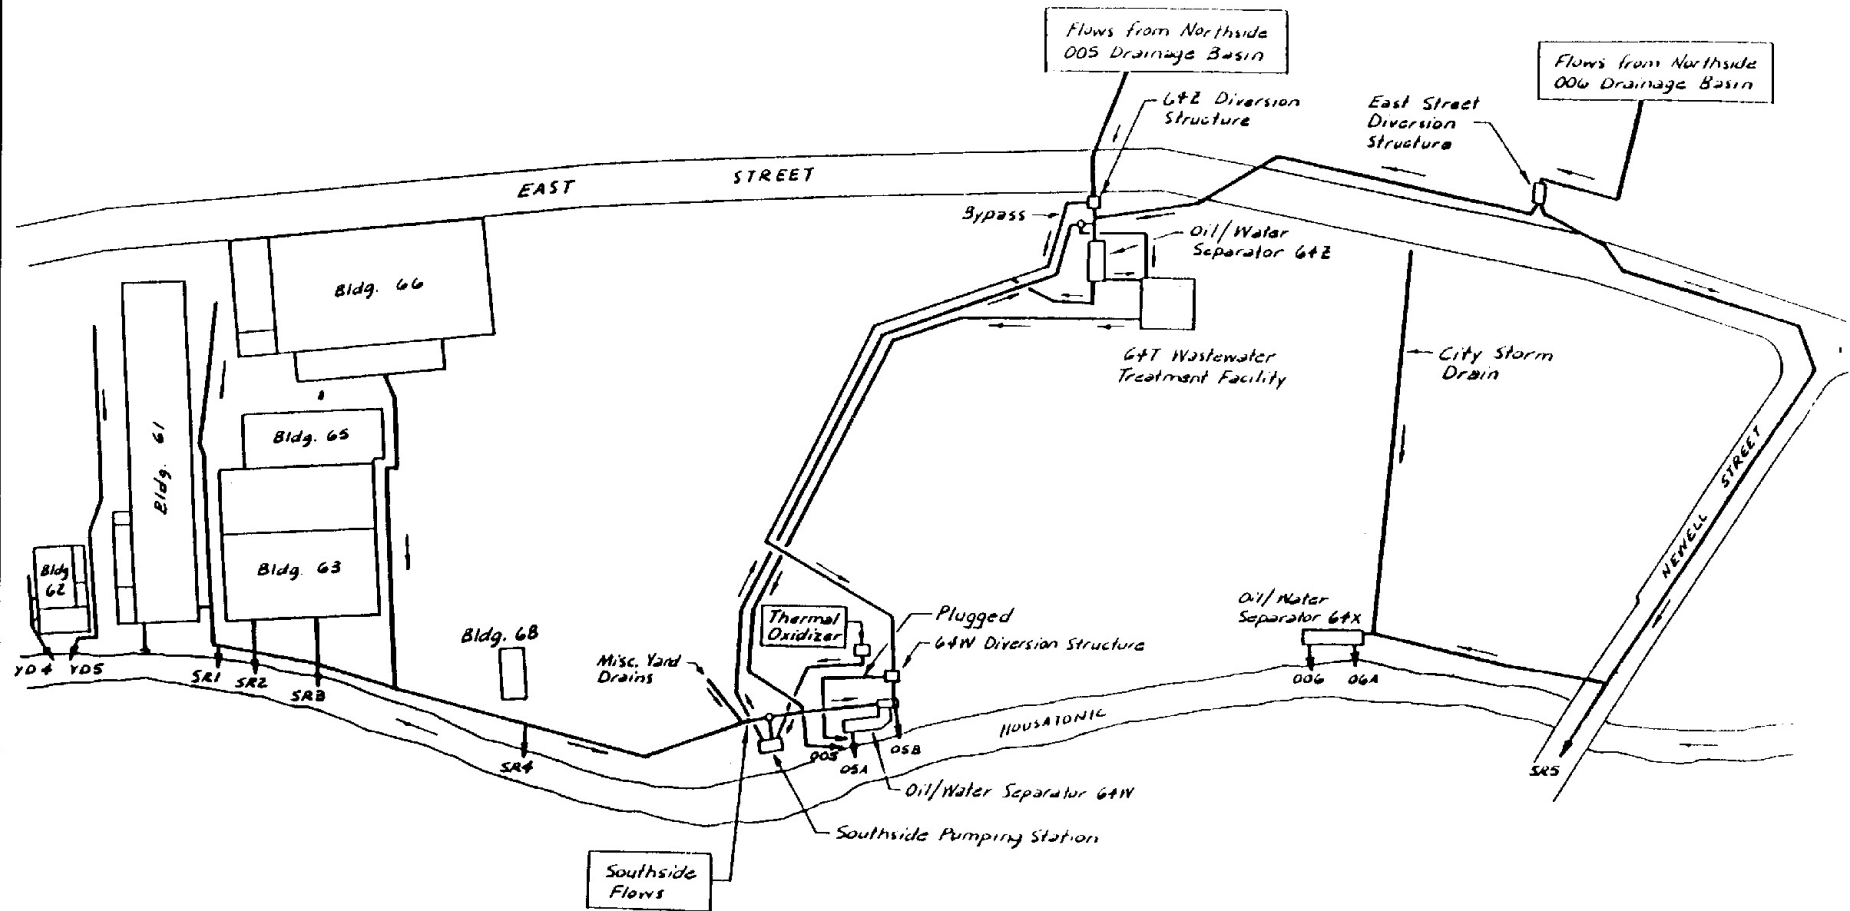 Flows from Northside
005 Drainage Basin
Flows from Northside
006 Drainage Basin
64Z Diversion
Structure
East Street
Diversion
Structure
EAST STREET
Bypass
Oil/Water
Separator 64Z
Bldg. 66
64T Wastewater
Treatment Facility
City Storm
Drain
Bldg. 65
Bldg. 61
NEWELL STREET
Bldg. 63
Bldg
62
Thermal
Oxidizer
Plugged
64W Diversion Structure
Oil/Water
Separator 64X
Bldg. 68
Misc. Yard
Drains
YD4
YD5
SR1
SR2
SR3
006
06A
HOUSATONIC
SR4
005
05A
05B
SR5
Oil/Water Separator 64W
Southside Pumping Station
Southside
Flows